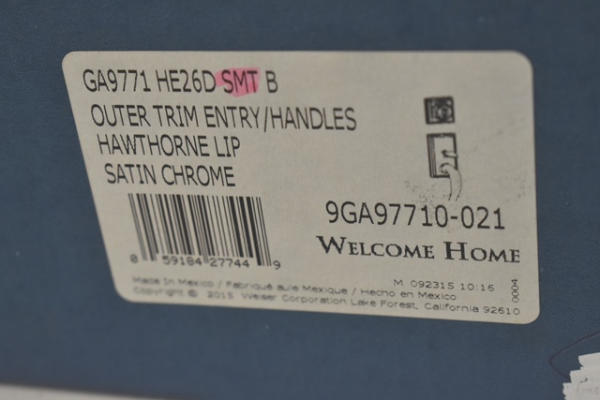 GA9771 HE26D SMT B
OUTER TRIM ENTRY/HANDLES
HAWTHORNE LIP
SATIN CHROME
9GA97710-021
WELCOME HOME
0 59184 27744 9
M 092315 10:16
0004
Made in Mexico / Fabriqué au/e Mexique / Hecho en Mexico
Copyright © 2015 Weiser Corporation Lake Forest, California 92610